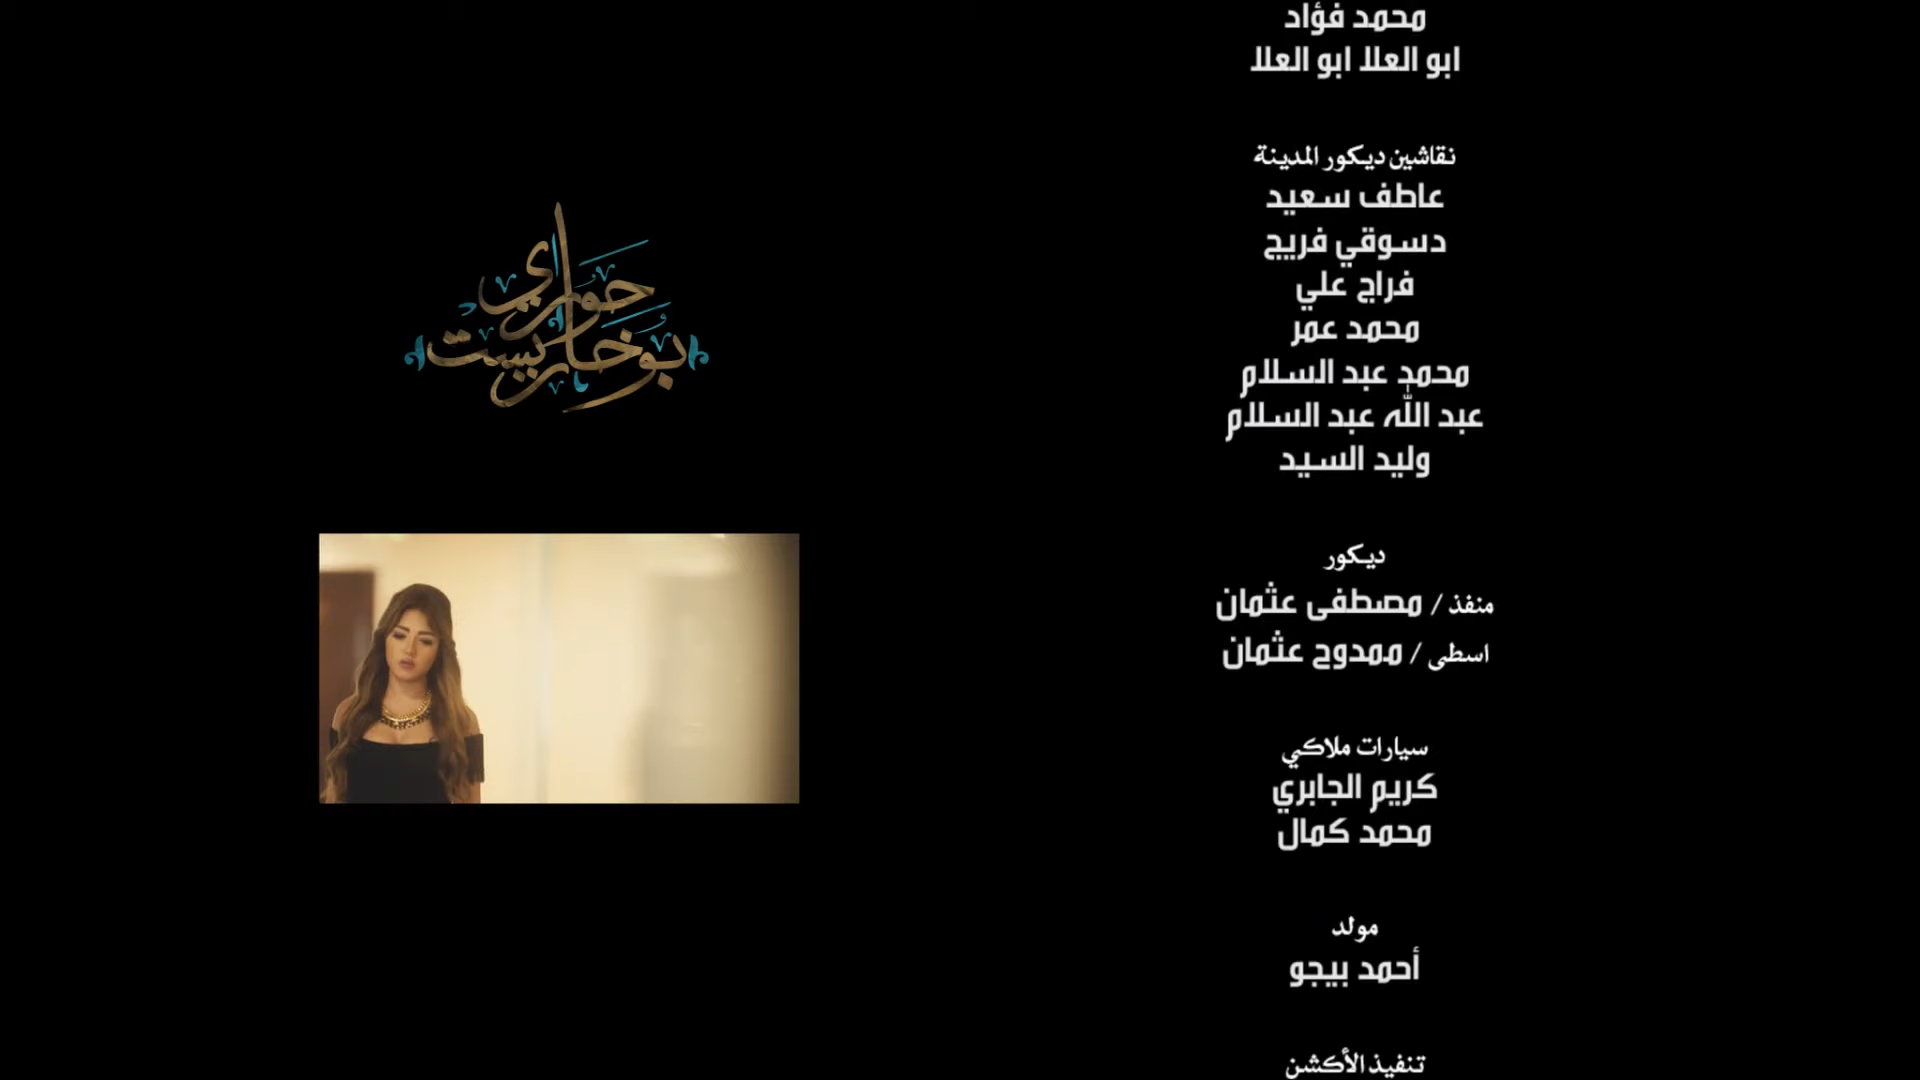 حواري
بوخارست
محمد فؤاد
ابو العلا ابو العلا
نقاشين ديكور المدينة
عاطف سعيد
دسوقي فريج
فراج علي
محمد عمر
محمد عبد السلام
عبد الله عبد السلام
وليد السيد
ديكور
منفذ / مصطفى عثمان
اسطى / ممدوح عثمان
سيارات ملاكي
كريم الجابري
محمد كمال
مولد
أحمد بيجو
تنفيذ الأكشن